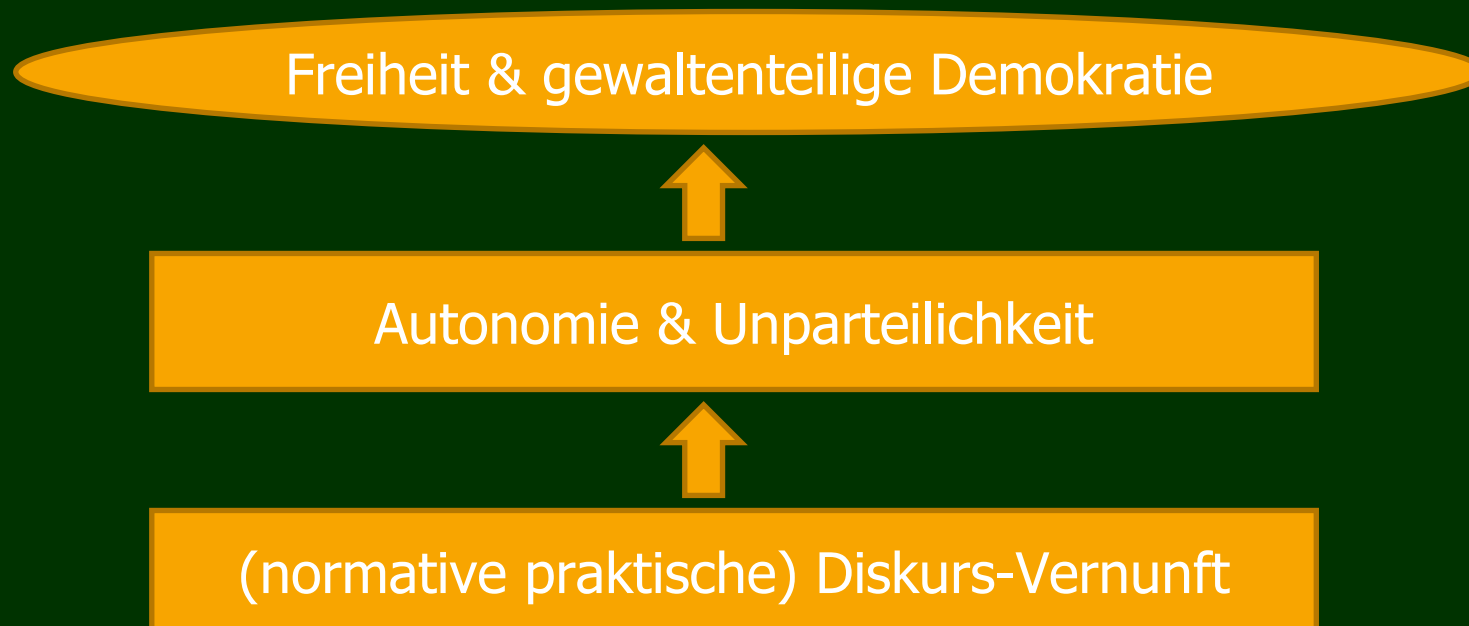 Freiheit & gewaltenteilige Demokratie
Autonomie & Unparteilichkeit
(normative praktische) Diskurs-Vernunft